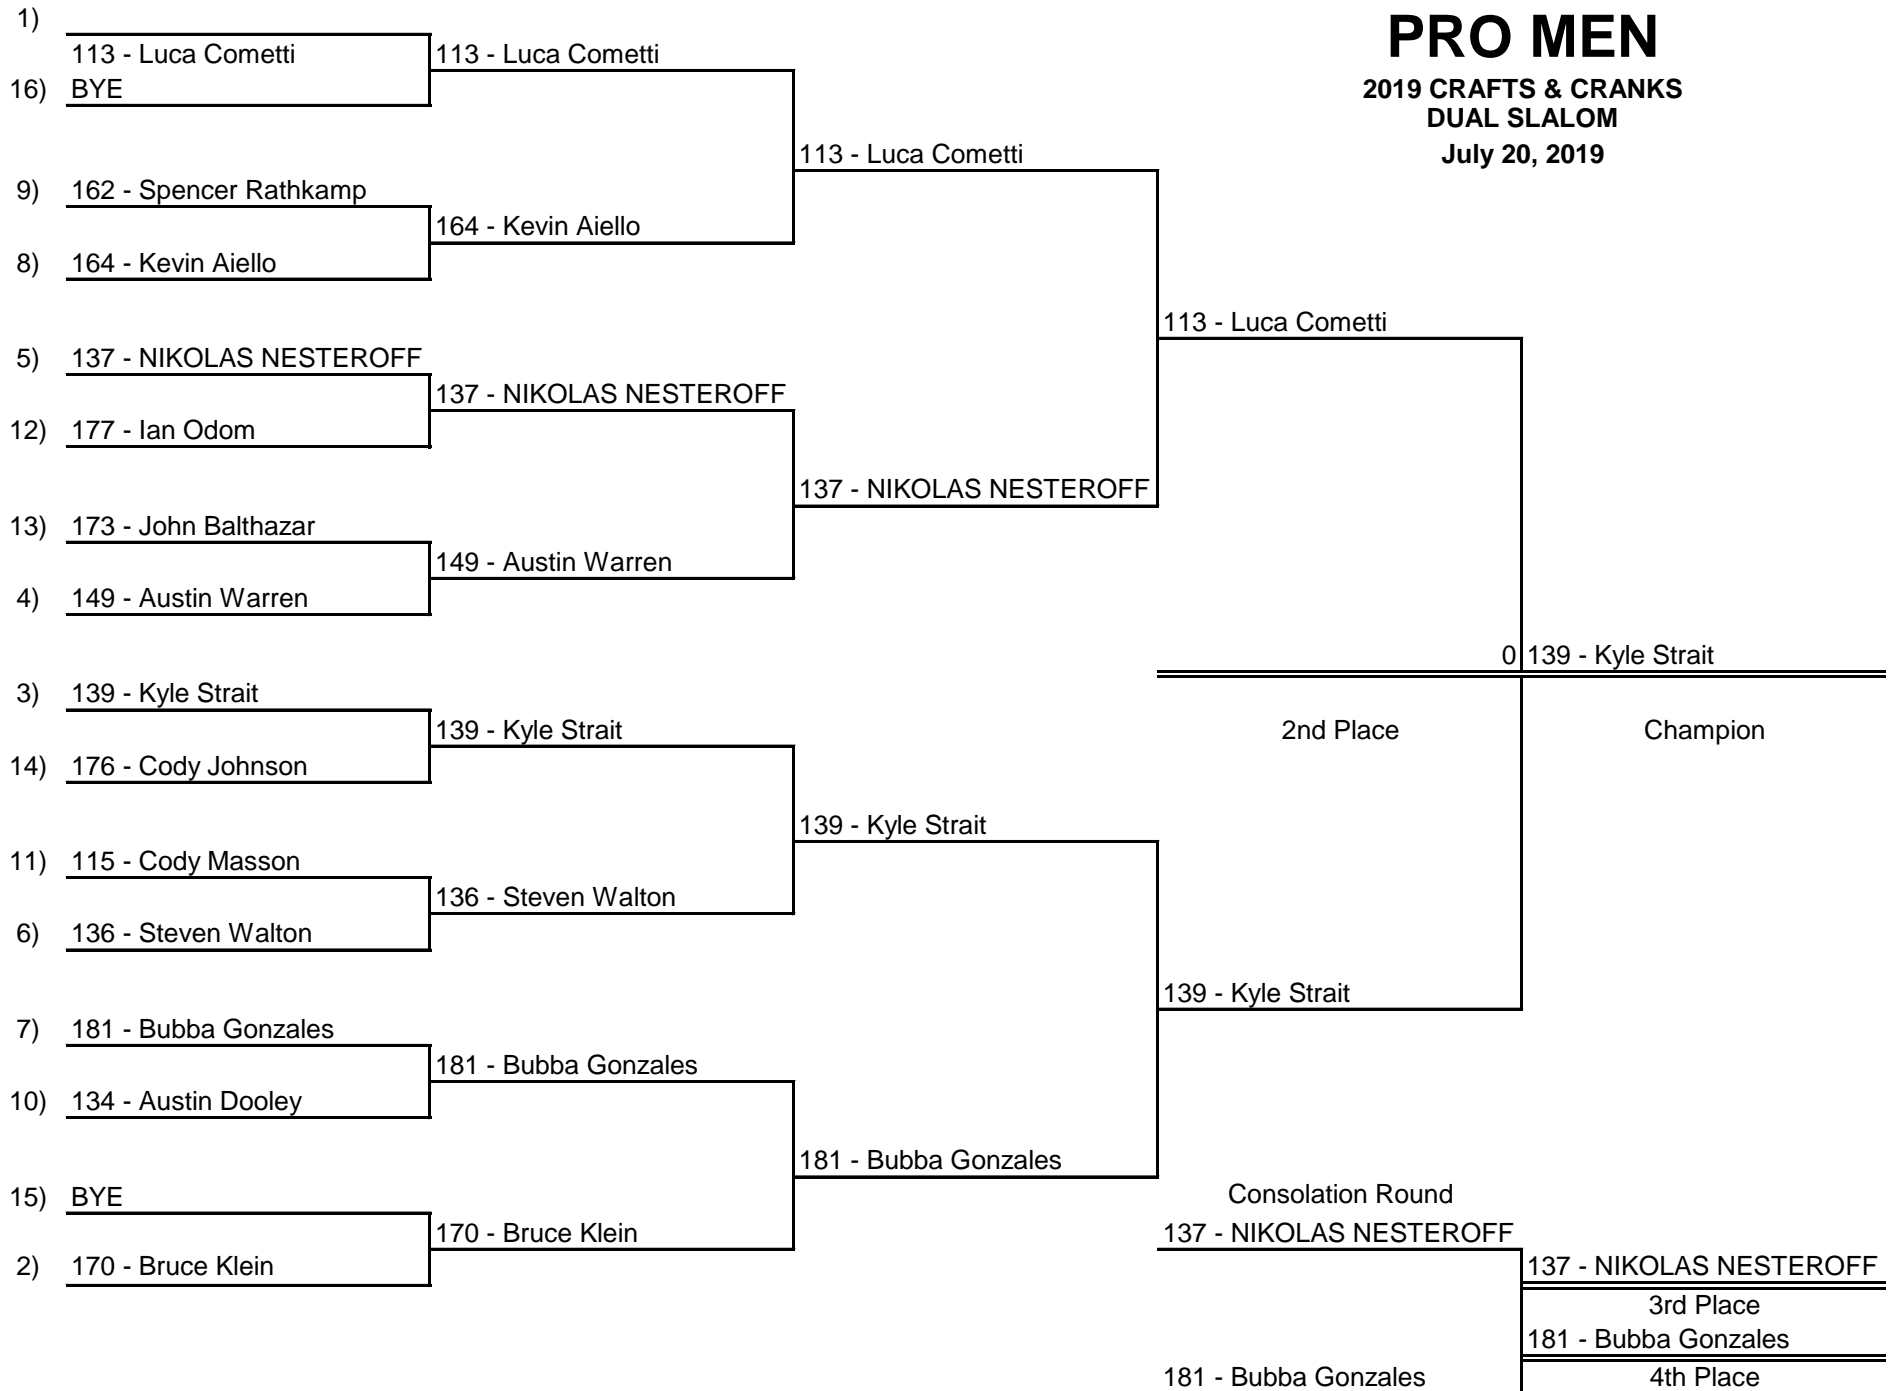 PRO MEN
2019 CRAFTS & CRANKS
DUAL SLALOM
July 20, 2019
1)
113 - Luca Cometti
16) BYE
9) 162 - Spencer Rathkamp
8) 164 - Kevin Aiello
5) 137 - NIKOLAS NESTEROFF
12) 177 - Ian Odom
13) 173 - John Balthazar
4) 149 - Austin Warren
3) 139 - Kyle Strait
14) 176 - Cody Johnson
11) 115 - Cody Masson
6) 136 - Steven Walton
7) 181 - Bubba Gonzales
10) 134 - Austin Dooley
15) BYE
2) 170 - Bruce Klein
113 - Luca Cometti
164 - Kevin Aiello
137 - NIKOLAS NESTEROFF
149 - Austin Warren
139 - Kyle Strait
136 - Steven Walton
181 - Bubba Gonzales
170 - Bruce Klein
113 - Luca Cometti
137 - NIKOLAS NESTEROFF
139 - Kyle Strait
181 - Bubba Gonzales
113 - Luca Cometti
139 - Kyle Strait
0 139 - Kyle Strait
2nd Place Champion
Consolation Round
137 - NIKOLAS NESTEROFF
181 - Bubba Gonzales
137 - NIKOLAS NESTEROFF
3rd Place
181 - Bubba Gonzales
4th Place